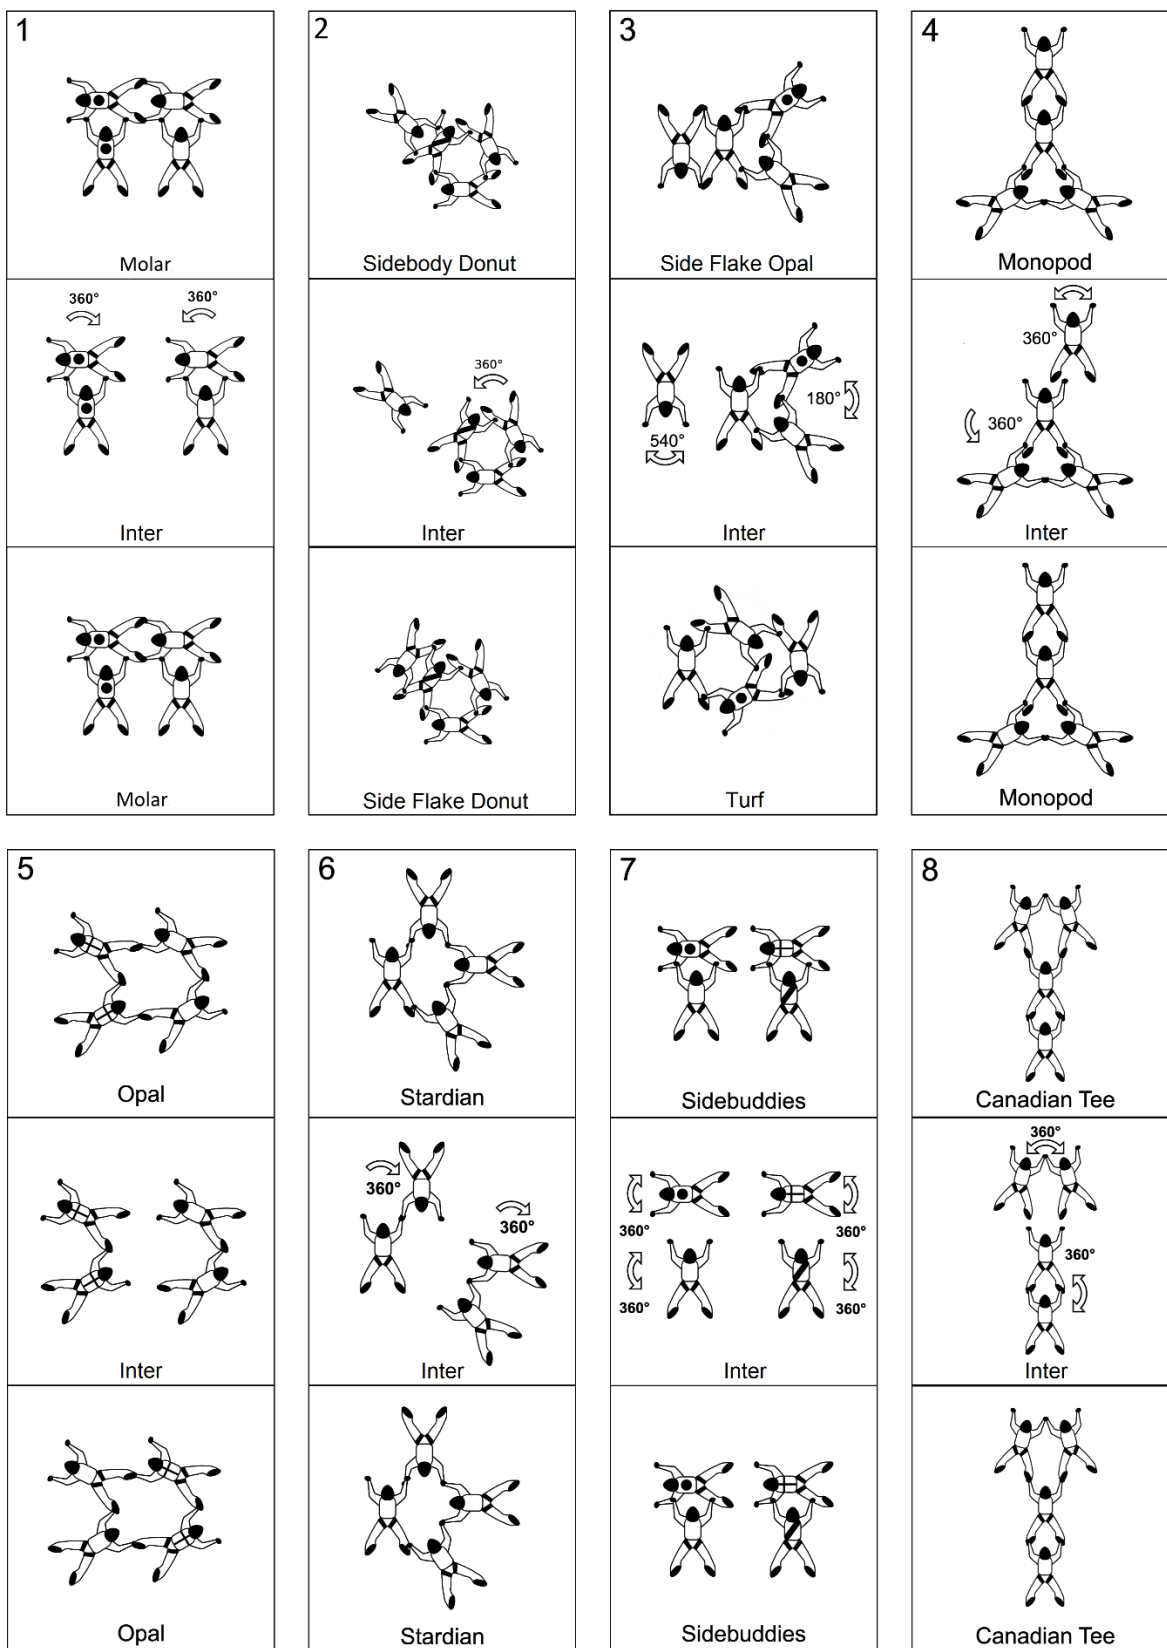 1
2
3
4
Molar
Sidebody Donut
Side Flake Opal
Monopod
360°
360°
360°
540°
180°
360°
360°
Inter
Inter
Inter
Inter
Molar
Side Flake Donut
Turf
Monopod
5
6
7
8
Opal
Stardian
Sidebuddies
Canadian Tee
360°
360°
360°
360°
360°
360°
360°
360°
Inter
Inter
Inter
Inter
Opal
Stardian
Sidebuddies
Canadian Tee